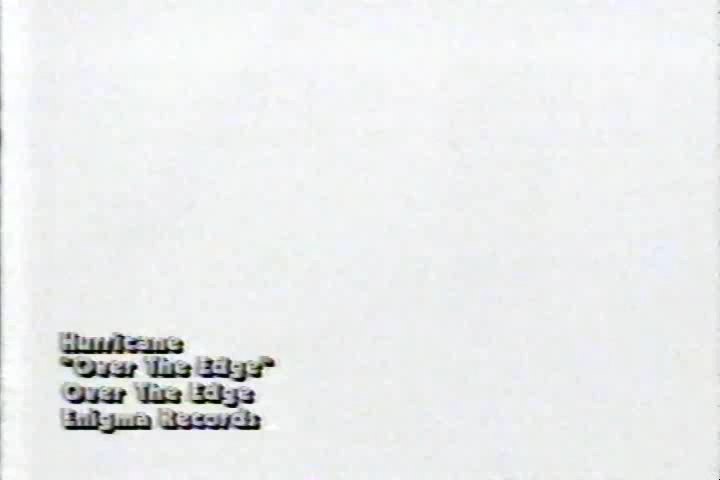 Hurricane
"Over The Edge"
Over The Edge
Enigma Records